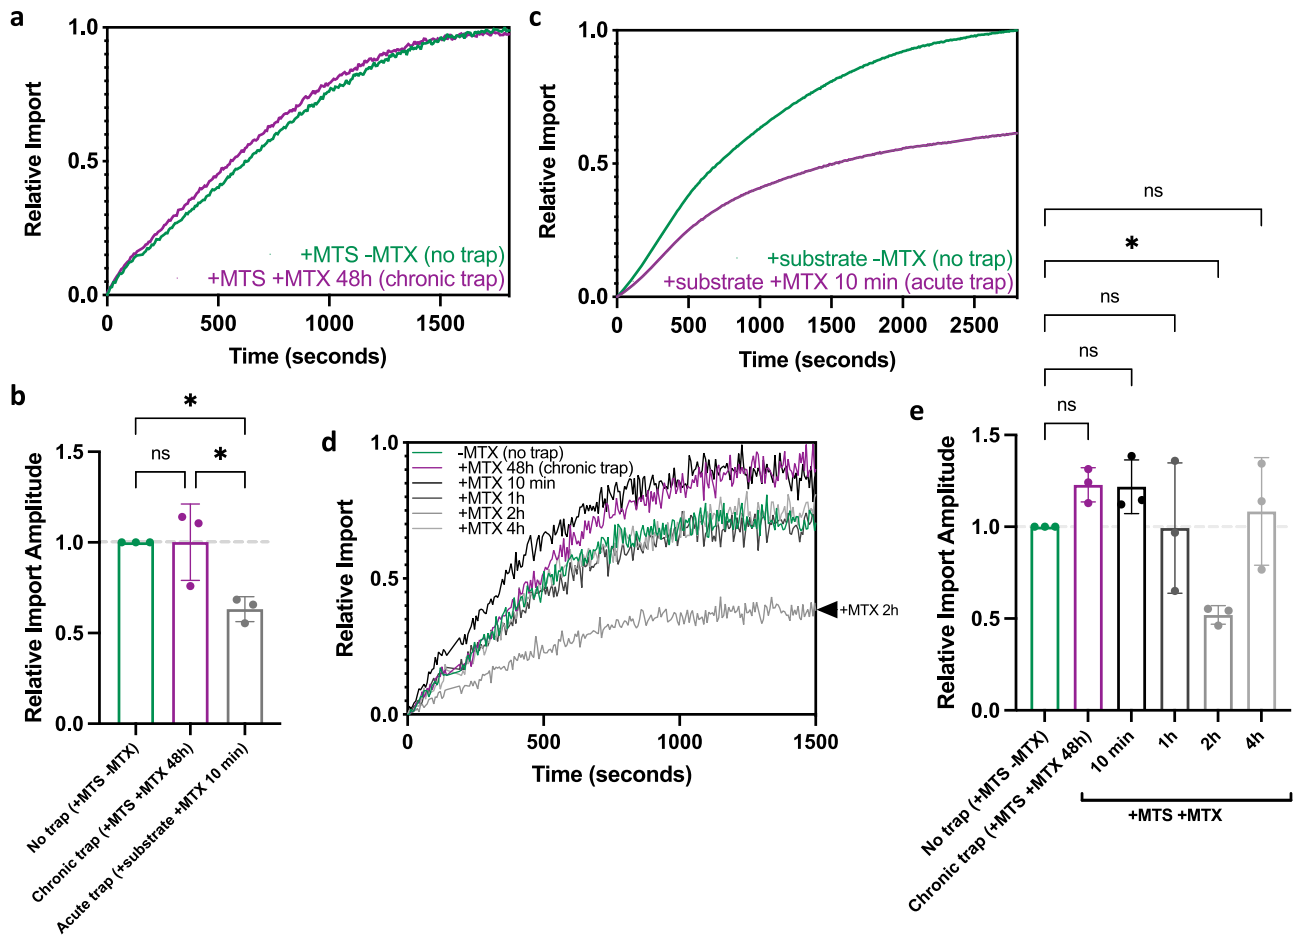 a
1.0
0.5
0.0
Relative Import
+MTS -MTX (no trap)
+MTS +MTX 48h (chronic trap)
0
500
1000
1500
Time (seconds)
c
1.0
0.5
0.0
Relative Import
+substrate -MTX (no trap)
+substrate +MTX 10 min (acute trap)
0
500
1000
1500
2000
2500
Time (seconds)
b
*
ns
*
1.5
1.0
0.5
0.0
Relative Import Amplitude
No trap (+MTS -MTX)
Chronic trap (+MTS +MTX 48h)
Acute trap (+substrate +MTX 10 min)
d
1.0
0.5
0.0
Relative Import
-MTX (no trap)
+MTX 48h (chronic trap)
+MTX 10 min
+MTX 1h
+MTX 2h
+MTX 4h
+MTX 2h
0
500
1000
1500
Time (seconds)
e
ns
*
ns
ns
ns
1.5
1.0
0.5
0.0
Relative Import Amplitude
No trap (+MTS -MTX)
Chronic trap (+MTS +MTX 48h)
10 min
1h
2h
4h
+MTS +MTX